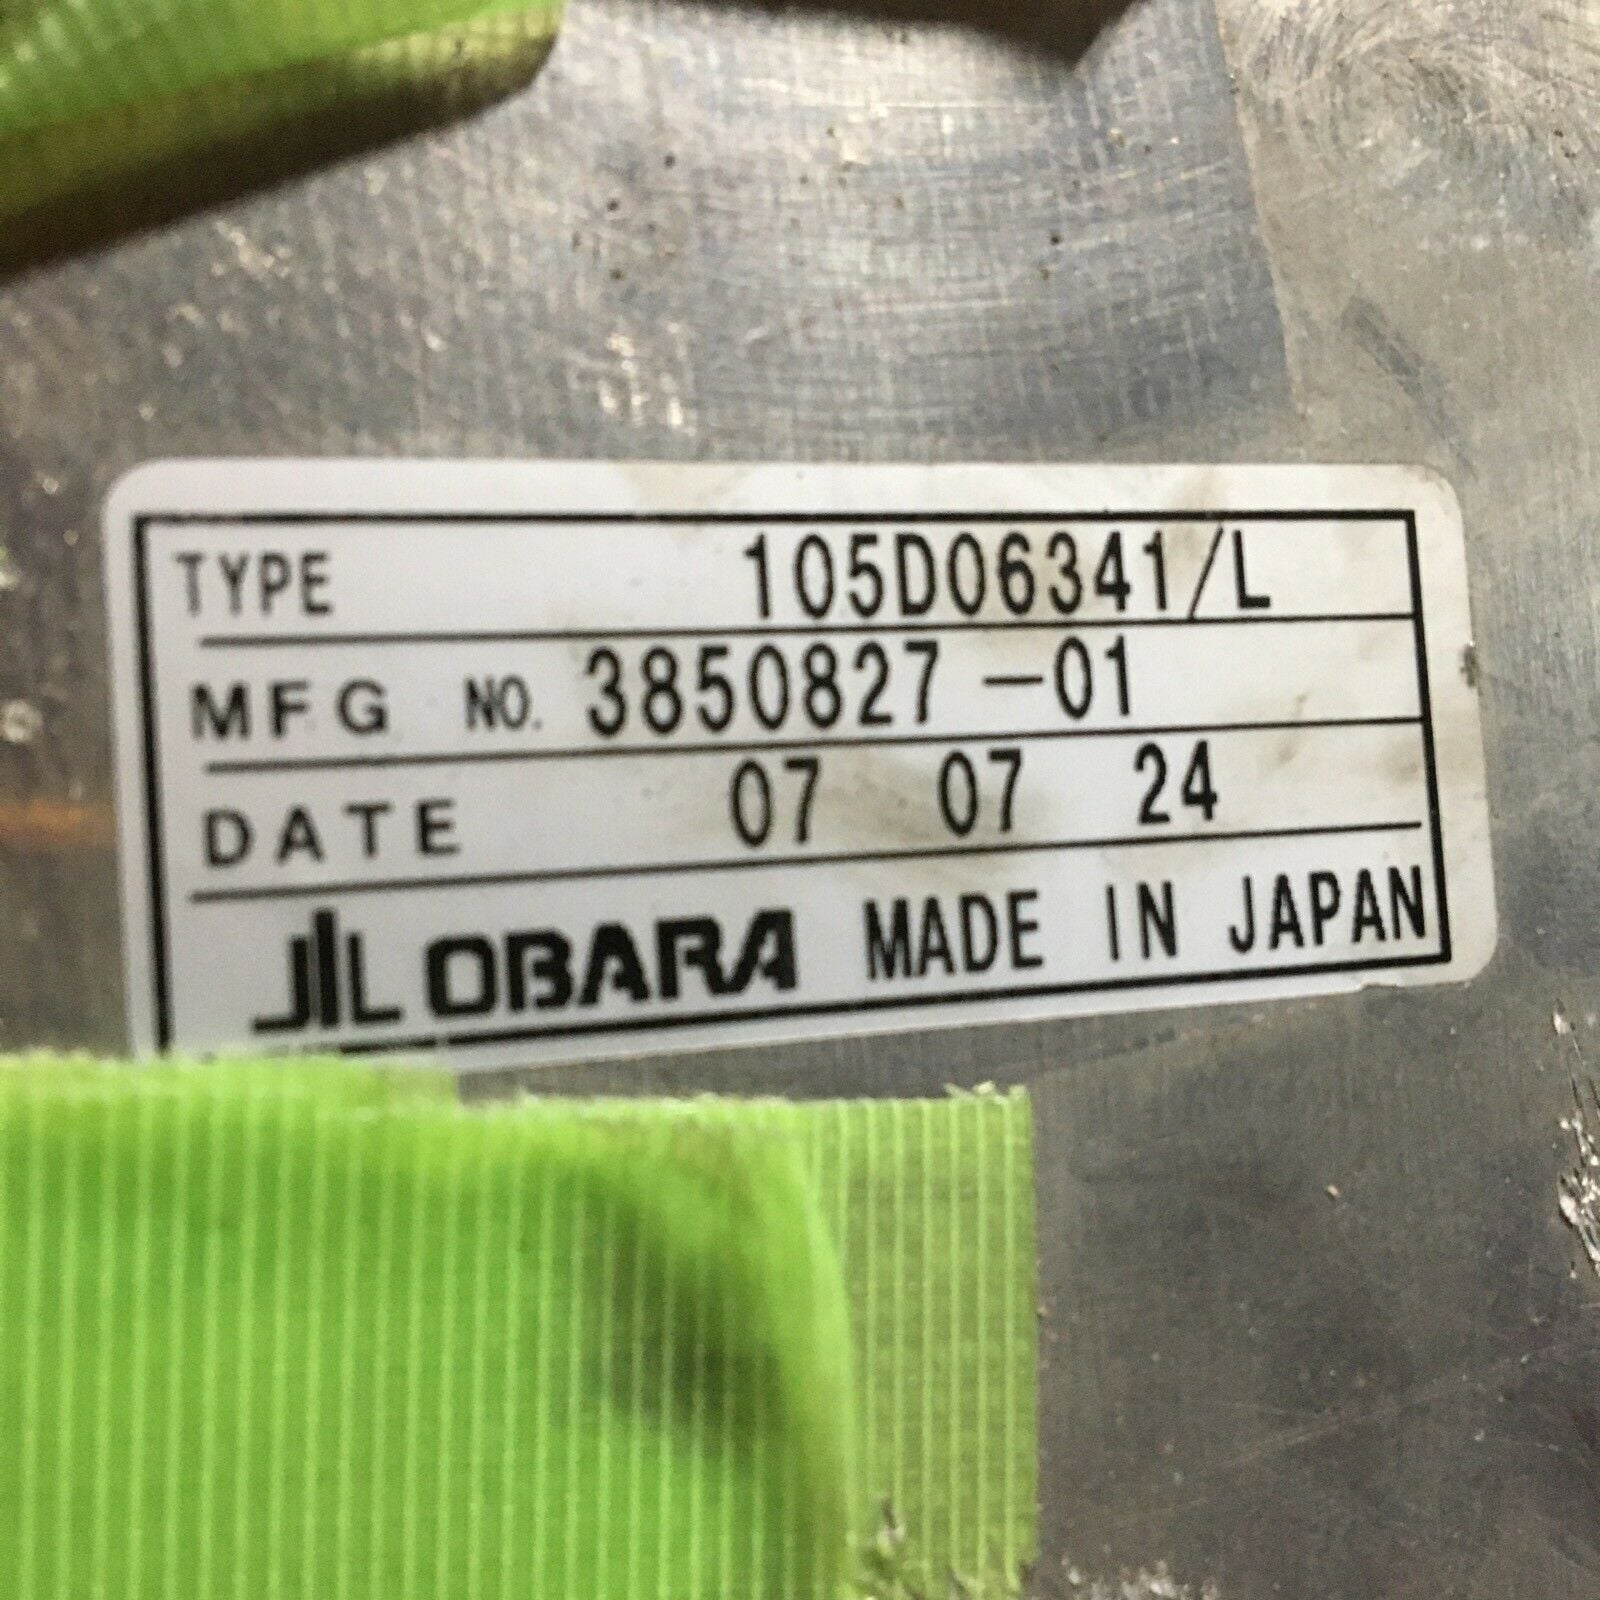 TYPE 105D06341/L
MFG NO. 3850827-01
DATE 07 07 24
OBARA MADE IN JAPAN